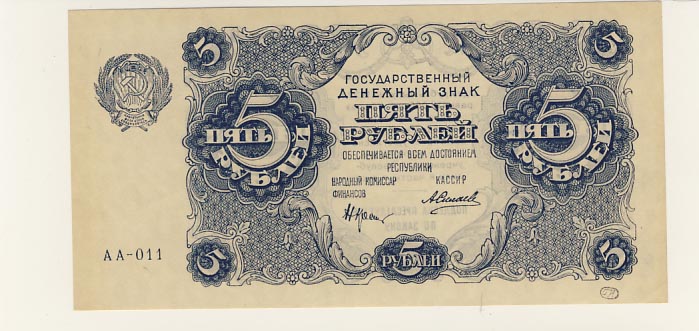 5
5
ГОСУДАРСТВЕННЫЙ
ДЕНЕЖНЫЙ ЗНАК
ПЯТЬ
РУБЛЕЙ
ОБЕСПЕЧИВАЕТСЯ ВСЕМ ДОСТОЯНИЕМ
РЕСПУБЛИКИ
НАРОДНЫЙ КОМИССАР
ФИНАНСОВ
КАССИР
5
ПЯТЬ
РУБЛЕЙ
5
ПЯТЬ
РУБЛЕЙ
АА-011
5
5
РУБЛЕЙ
5